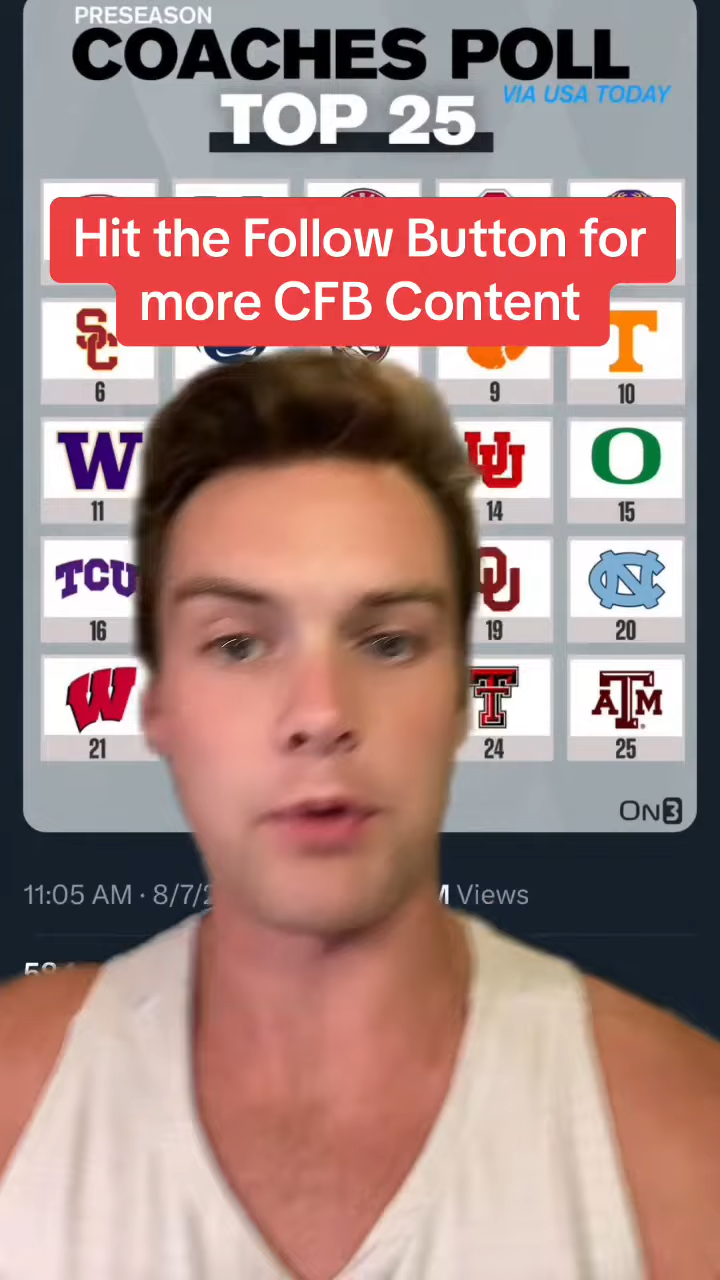 PRESEASON
COACHES POLL
VIA USA TODAY
TOP 25
Hit the Follow Button for
more CFB Content
SC
T
6
9
10
W
U
O
11
14
15
TCU
OU
NC
16
19
20
W
T
ATM
21
24
25
ON3
11:05 AM · 8/7/2
M Views